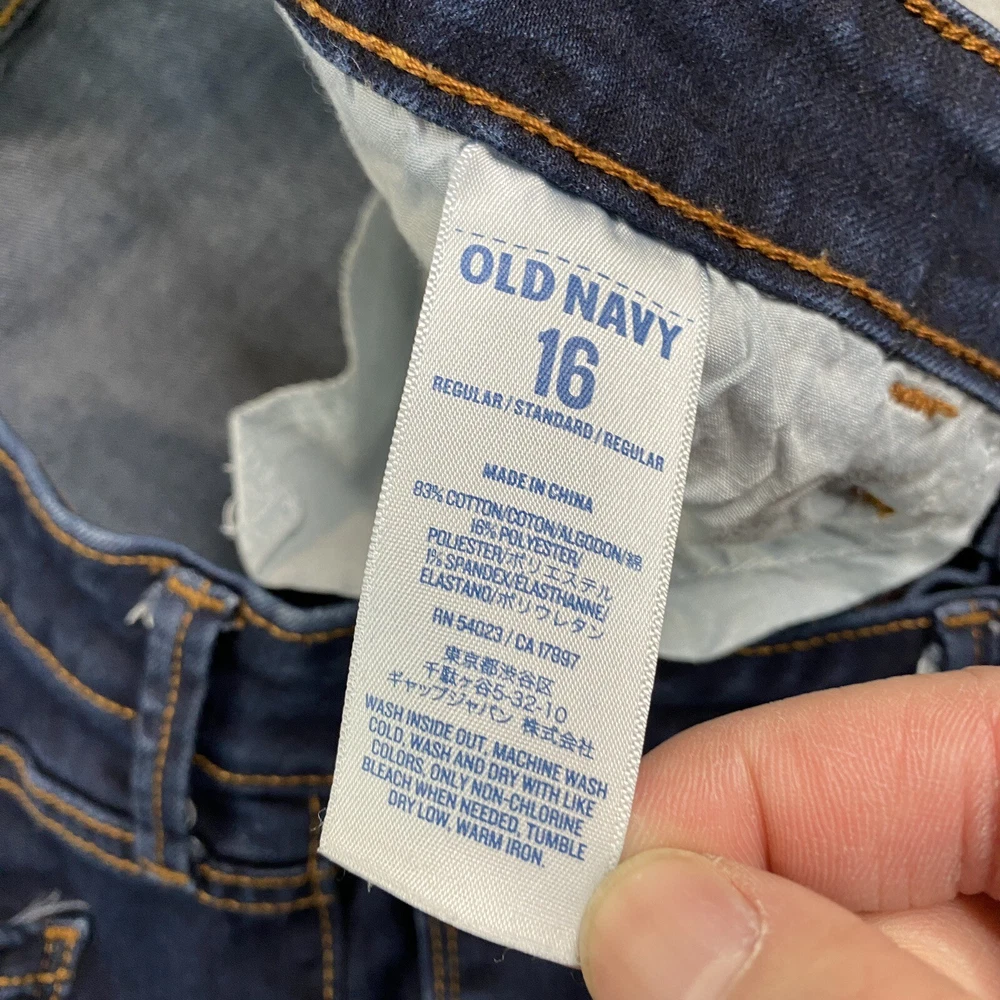 OLD NAVY
16
REGULAR/STANDARD/REGULAR
MADE IN CHINA
83% COTTON/COTON/ALGODON/綿
16% POLYESTER/
POLIESTER/ポリエステル
1% SPANDEX/ELASTHANNE/
ELASTANO/ポリウレタン
RN 54023 / CA 17897
東京都渋谷区
千駄ヶ谷5-32-10
ギャップジャパン 株式会社
WASH INSIDE OUT, MACHINE WASH
COLD, WASH AND DRY WITH LIKE
COLORS, ONLY NON-CHLORINE
BLEACH WHEN NEEDED, TUMBLE
DRY LOW, WARM IRON.